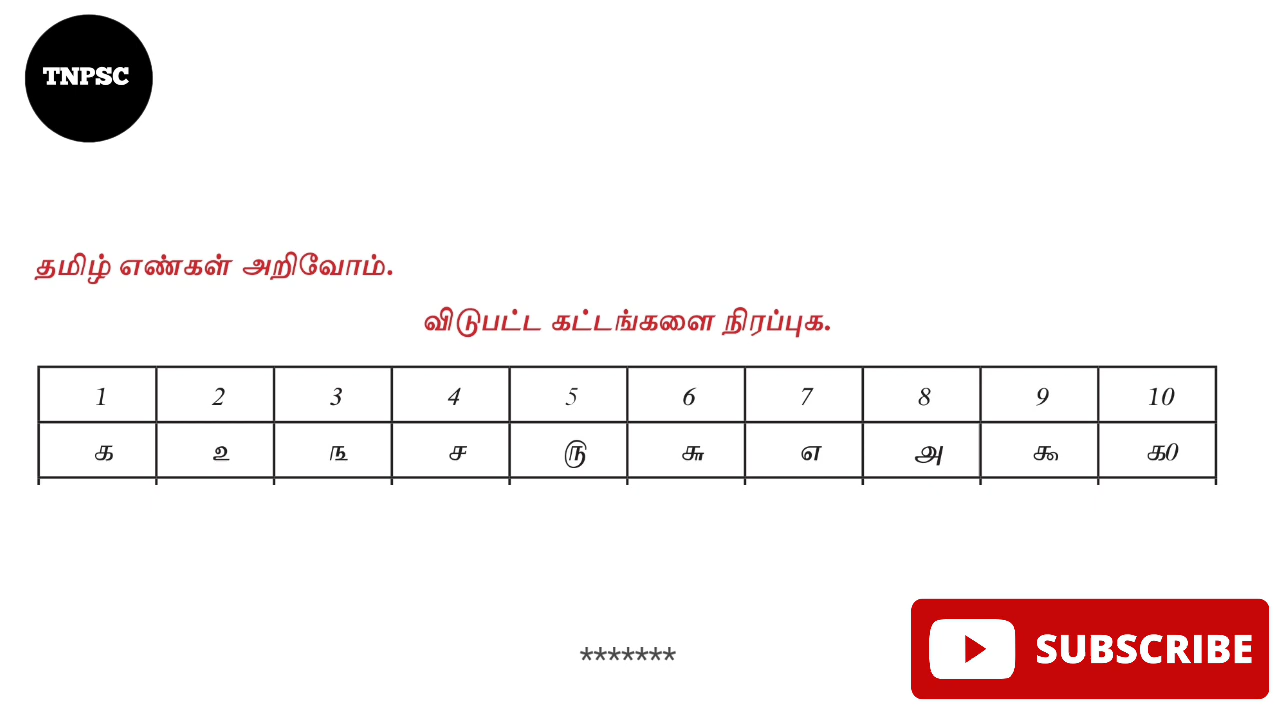 TNPSC
தமிழ் எண்கள் அறிவோம்.
விடுபட்ட கட்டங்களை நிரப்புக.
1 2 3 4 5 6 7 8 9 10
க உ ங ச ரு சு எ அ கூ க0
*******
SUBSCRIBE